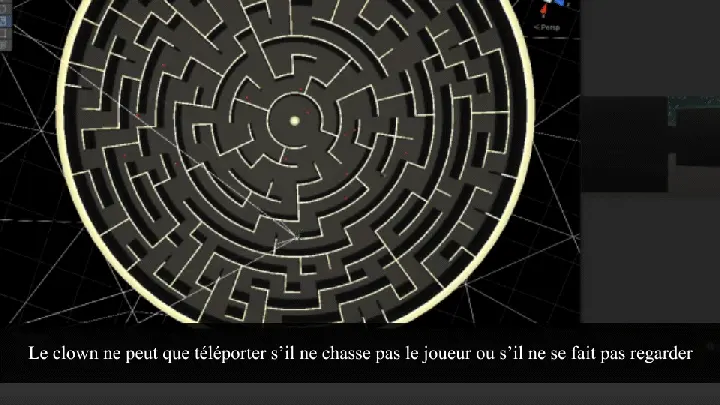 < Persp
Le clown ne peut que téléporter s'il ne chasse pas le joueur ou s'il ne se fait pas regarder